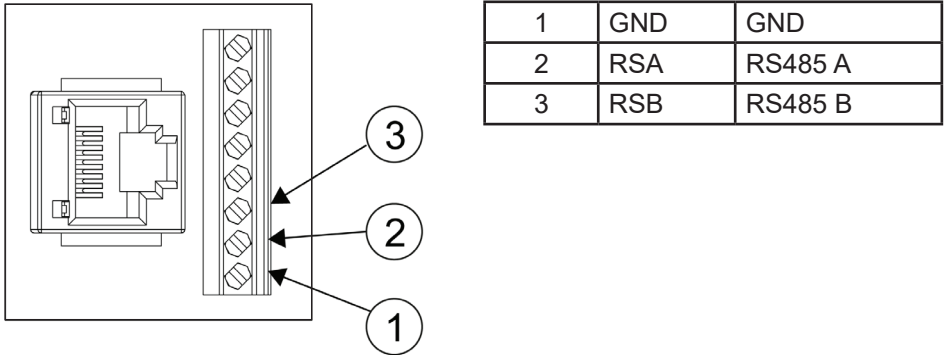 1 GND GND
2 RSA RS485 A
3 RSB RS485 B
3
2
1